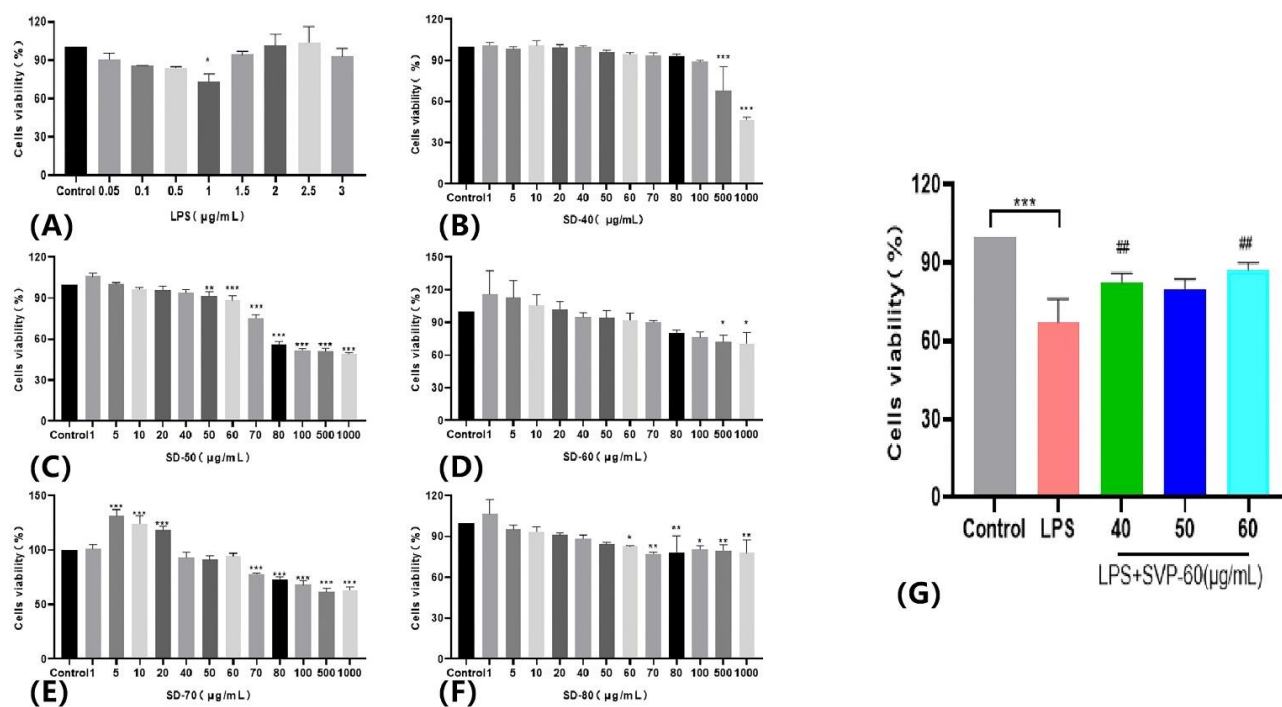 Cells viability ( %)
120
90
60
30
0
*
Control 0.05 0.1 0.5 1 1.5 2 2.5 3
LPS( μg/mL)
(A)
Cells viability ( %)
120
90
60
30
0
*** ***
Control 1 5 10 20 40 50 60 70 80 100 500 1000
SD-40( μg/mL)
(B)
Cells viability ( %)
120
90
60
30
0
** *** *** *** *** *** ***
Control 1 5 10 20 40 50 60 70 80 100 500 1000
SD-50( μg/mL)
(C)
Cells viability ( %)
150
120
90
60
30
0
* *
Control 1 5 10 20 40 50 60 70 80 100 500 1000
SD-60( μg/mL)
(D)
Cells viability ( %)
150
100
50
0
*** *** *** *** *** *** *** ***
Control 1 5 10 20 40 50 60 70 80 100 500 1000
SD-70( μg/mL)
(E)
Cells viability ( %)
120
90
60
30
0
* ** ** * ** **
Control 1 5 10 20 40 50 60 70 80 100 500 1000
SD-80( μg/mL)
(F)
Cells viability ( %)
120
90
60
30
0
***
## ##
Control LPS 40 50 60
LPS+SVP-60(μg/mL)
(G)